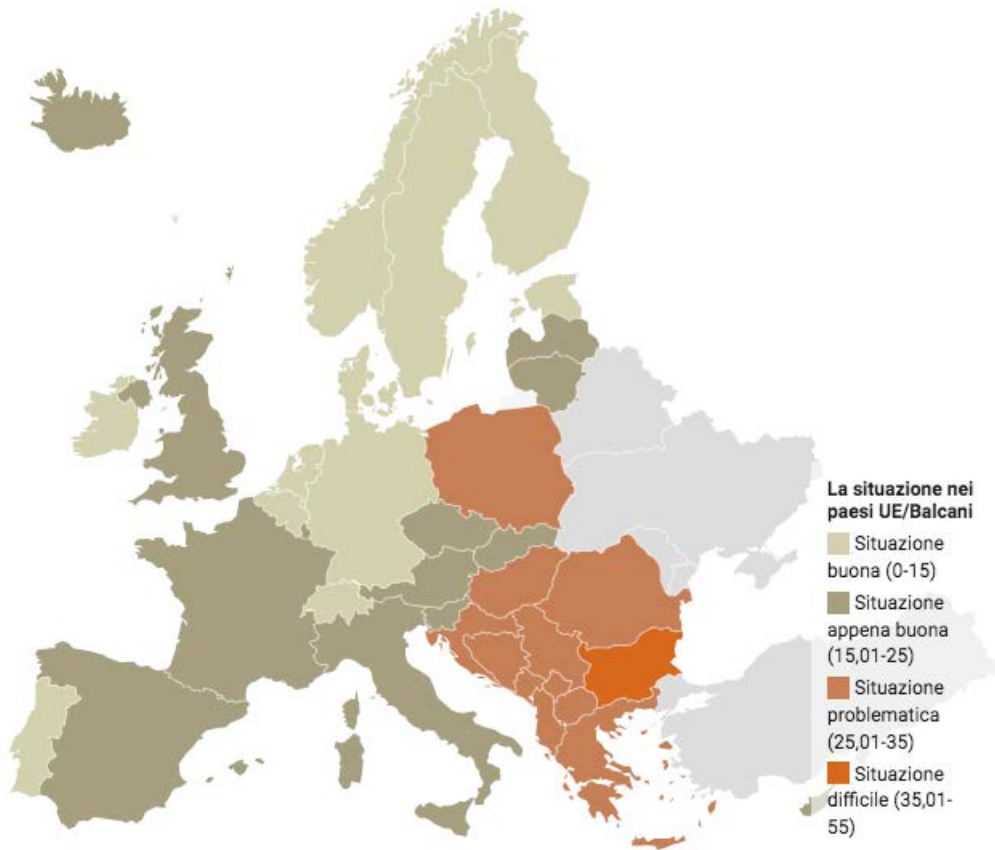 La situazione nei
paesi UE/Balcani
Situazione
buona (0-15)
Situazione
appena buona
(15,01-25)
Situazione
problematica
(25,01-35)
Situazione
difficile (35,01-
55)